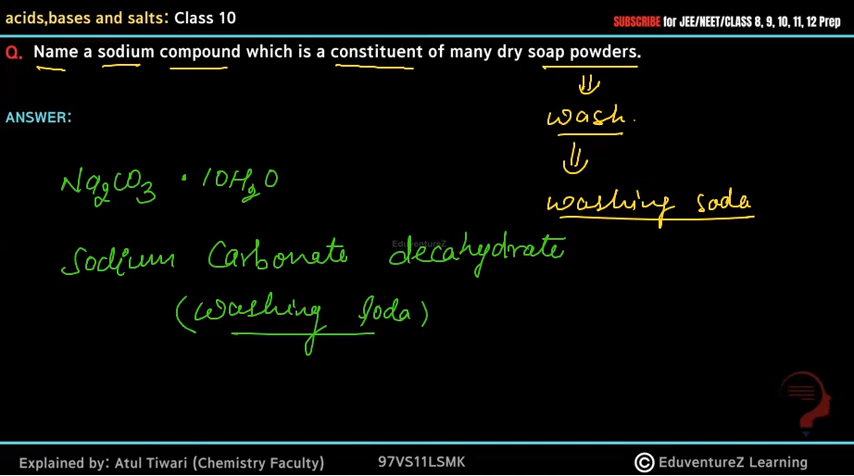 acids,bases and salts: Class 10
SUBSCRIBE for JEE/NEET/CLASS 8, 9, 10, 11, 12 Prep
Q. Name a sodium compound which is a constituent of many dry soap powders.
ANSWER:
wash.
washing soda
Na2CO3 · 10H2O
EduventureZ
Sodium Carbonate decahydrate
(Washing Soda)
Explained by: Atul Tiwari (Chemistry Faculty)
97VS11LSMK
© EduventureZ Learning